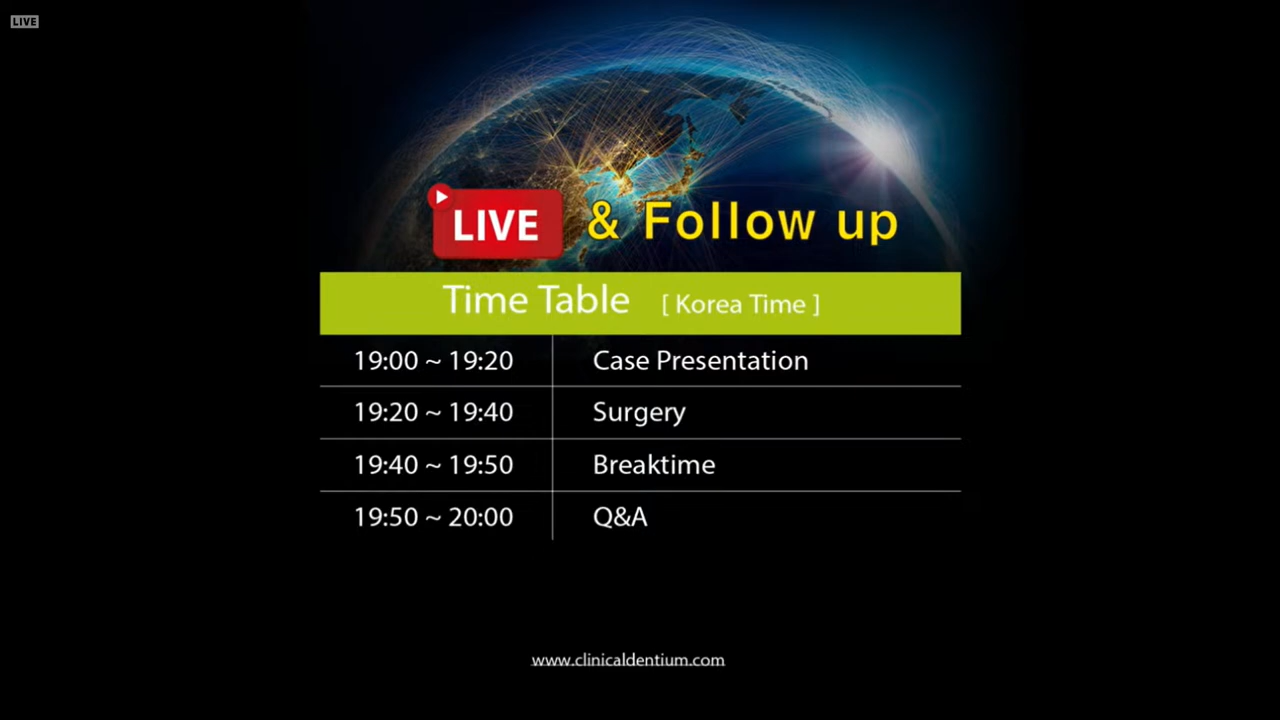 LIVE
LIVE & Follow up
Time Table [ Korea Time ]
19:00 ~ 19:20 Case Presentation
19:20 ~ 19:40 Surgery
19:40 ~ 19:50 Breaktime
19:50 ~ 20:00 Q&A
www.clinicaldentium.com